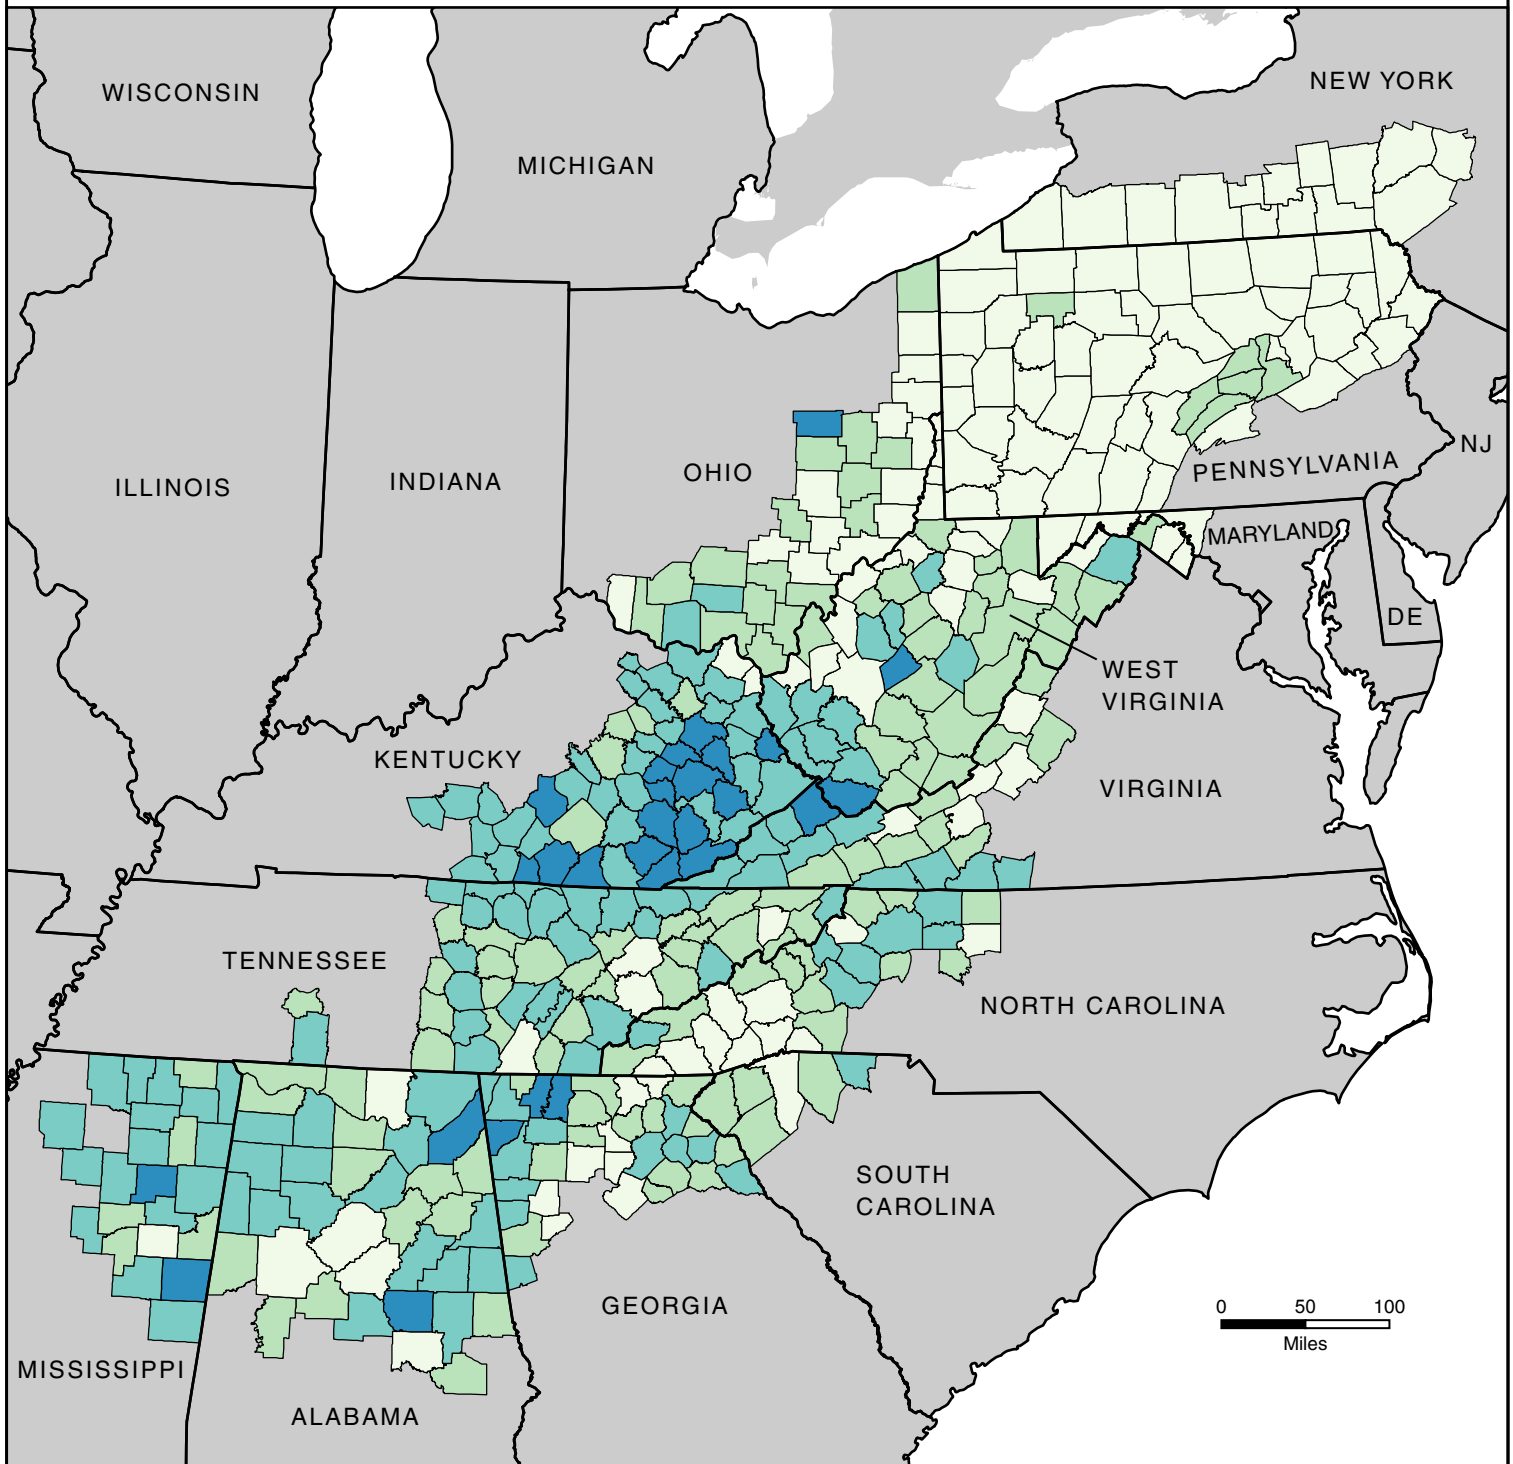 WISCONSIN
NEW YORK
MICHIGAN
NJ
PENNSYLVANIA
OHIO
INDIANA
ILLINOIS
MARYLAND
DE
WEST
VIRGINIA
KENTUCKY
VIRGINIA
TENNESSEE
NORTH CAROLINA
SOUTH
CAROLINA
GEORGIA
0 50 100
Miles
MISSISSIPPI
ALABAMA